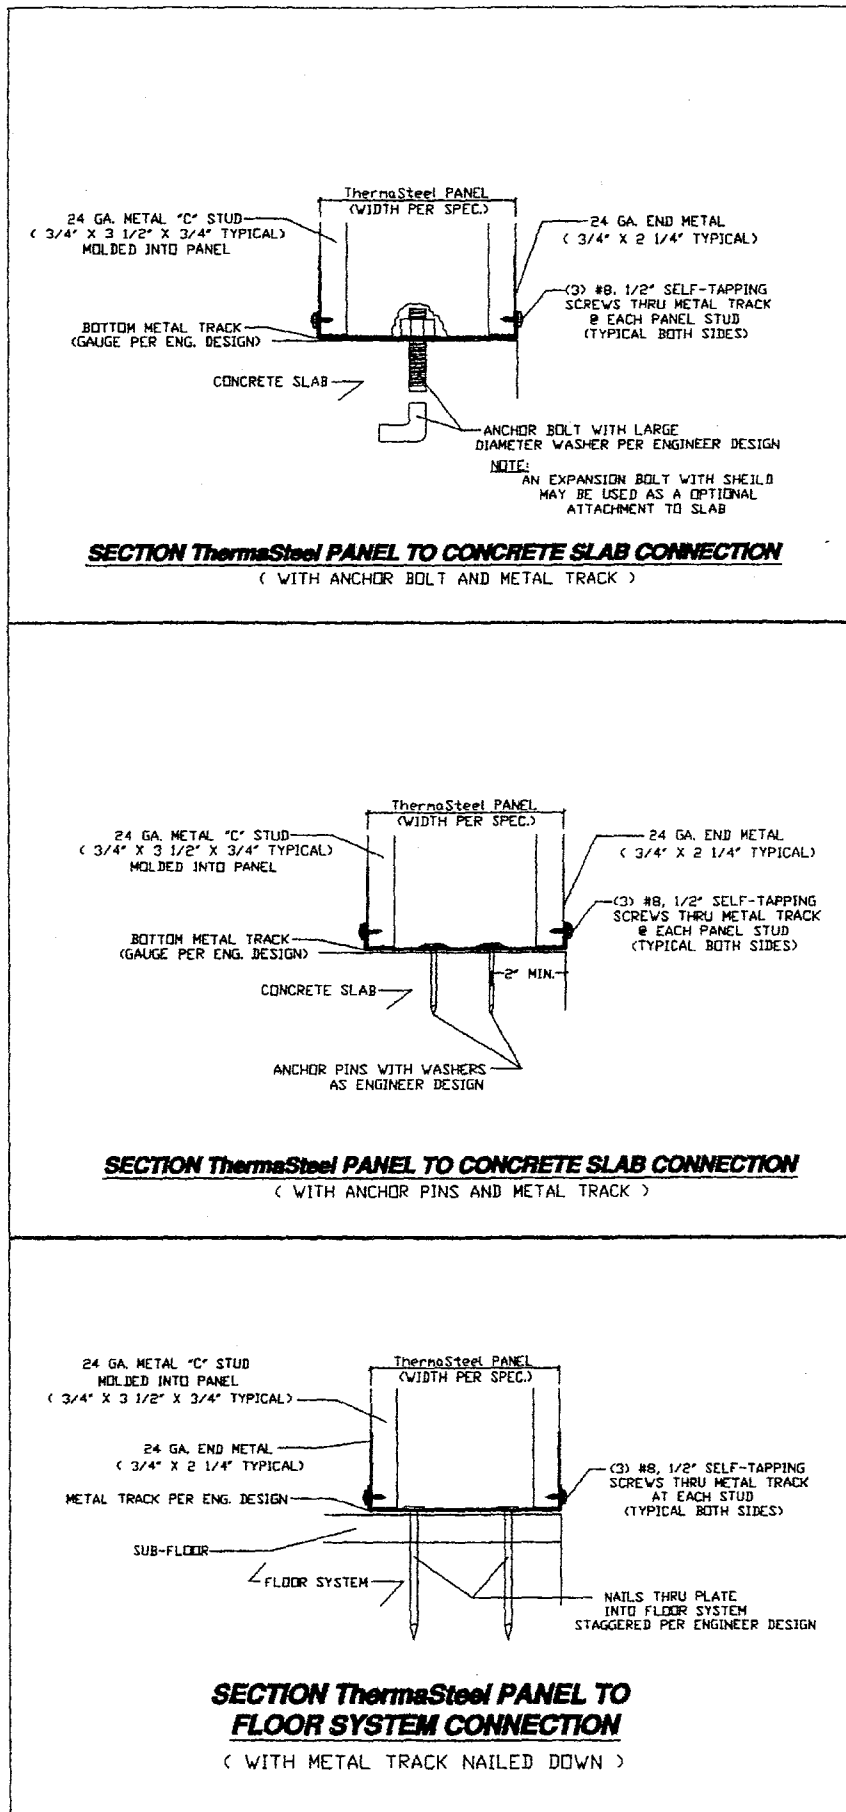 ThermaSteel PANEL
(WIDTH PER SPEC.)
24 GA. METAL "C" STUD
( 3/4" X 3 1/2" X 3/4" TYPICAL)
MOLDED INTO PANEL
24 GA. END METAL
( 3/4" X 2 1/4" TYPICAL)
(3) #8, 1/2" SELF-TAPPING
SCREWS THRU METAL TRACK
@ EACH PANEL STUD
(TYPICAL BOTH SIDES)
BOTTOM METAL TRACK
(GAUGE PER ENG. DESIGN)
CONCRETE SLAB
ANCHOR BOLT WITH LARGE
DIAMETER WASHER PER ENGINEER DESIGN
NOTE:
AN EXPANSION BOLT WITH SHEILD
MAY BE USED AS A OPTIONAL
ATTACHMENT TO SLAB
SECTION ThermaSteel PANEL TO CONCRETE SLAB CONNECTION
( WITH ANCHOR BOLT AND METAL TRACK )
ThermaSteel PANEL
(WIDTH PER SPEC.)
24 GA. METAL "C" STUD
( 3/4" X 3 1/2" X 3/4" TYPICAL)
MOLDED INTO PANEL
24 GA. END METAL
( 3/4" X 2 1/4" TYPICAL)
(3) #8, 1/2" SELF-TAPPING
SCREWS THRU METAL TRACK
@ EACH PANEL STUD
(TYPICAL BOTH SIDES)
BOTTOM METAL TRACK
(GAUGE PER ENG. DESIGN)
2" MIN.
CONCRETE SLAB
ANCHOR PINS WITH WASHERS
AS ENGINEER DESIGN
SECTION ThermaSteel PANEL TO CONCRETE SLAB CONNECTION
( WITH ANCHOR PINS AND METAL TRACK )
ThermaSteel PANEL
(WIDTH PER SPEC.)
24 GA. METAL "C" STUD
MOLDED INTO PANEL
( 3/4" X 3 1/2" X 3/4" TYPICAL)
24 GA. END METAL
( 3/4" X 2 1/4" TYPICAL)
METAL TRACK PER ENG. DESIGN
(3) #8, 1/2" SELF-TAPPING
SCREWS THRU METAL TRACK
AT EACH STUD
(TYPICAL BOTH SIDES)
SUB-FLOOR
FLOOR SYSTEM
NAILS THRU PLATE
INTO FLOOR SYSTEM
STAGGERED PER ENGINEER DESIGN
SECTION ThermaSteel PANEL TO
FLOOR SYSTEM CONNECTION
( WITH METAL TRACK NAILED DOWN )